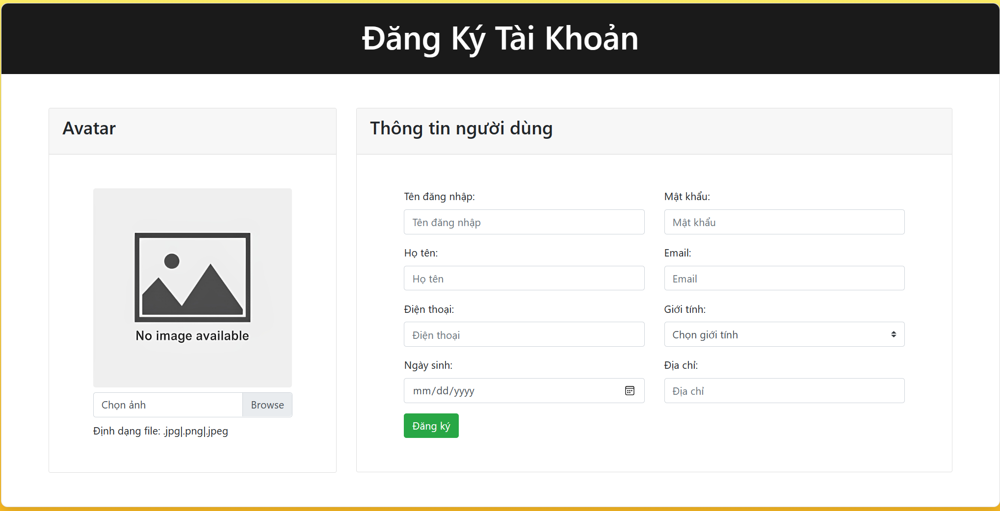 Đăng Ký Tài Khoản
Avatar
No image available
Chọn ảnh
Browse
Định dạng file: .jpg|.png|.jpeg
Thông tin người dùng
Tên đăng nhập:
Tên đăng nhập
Mật khẩu:
Mật khẩu
Họ tên:
Họ tên
Email:
Email
Điện thoại:
Điện thoại
Giới tính:
Chọn giới tính
Ngày sinh:
mm/dd/yyyy
Địa chỉ:
Địa chỉ
Đăng ký